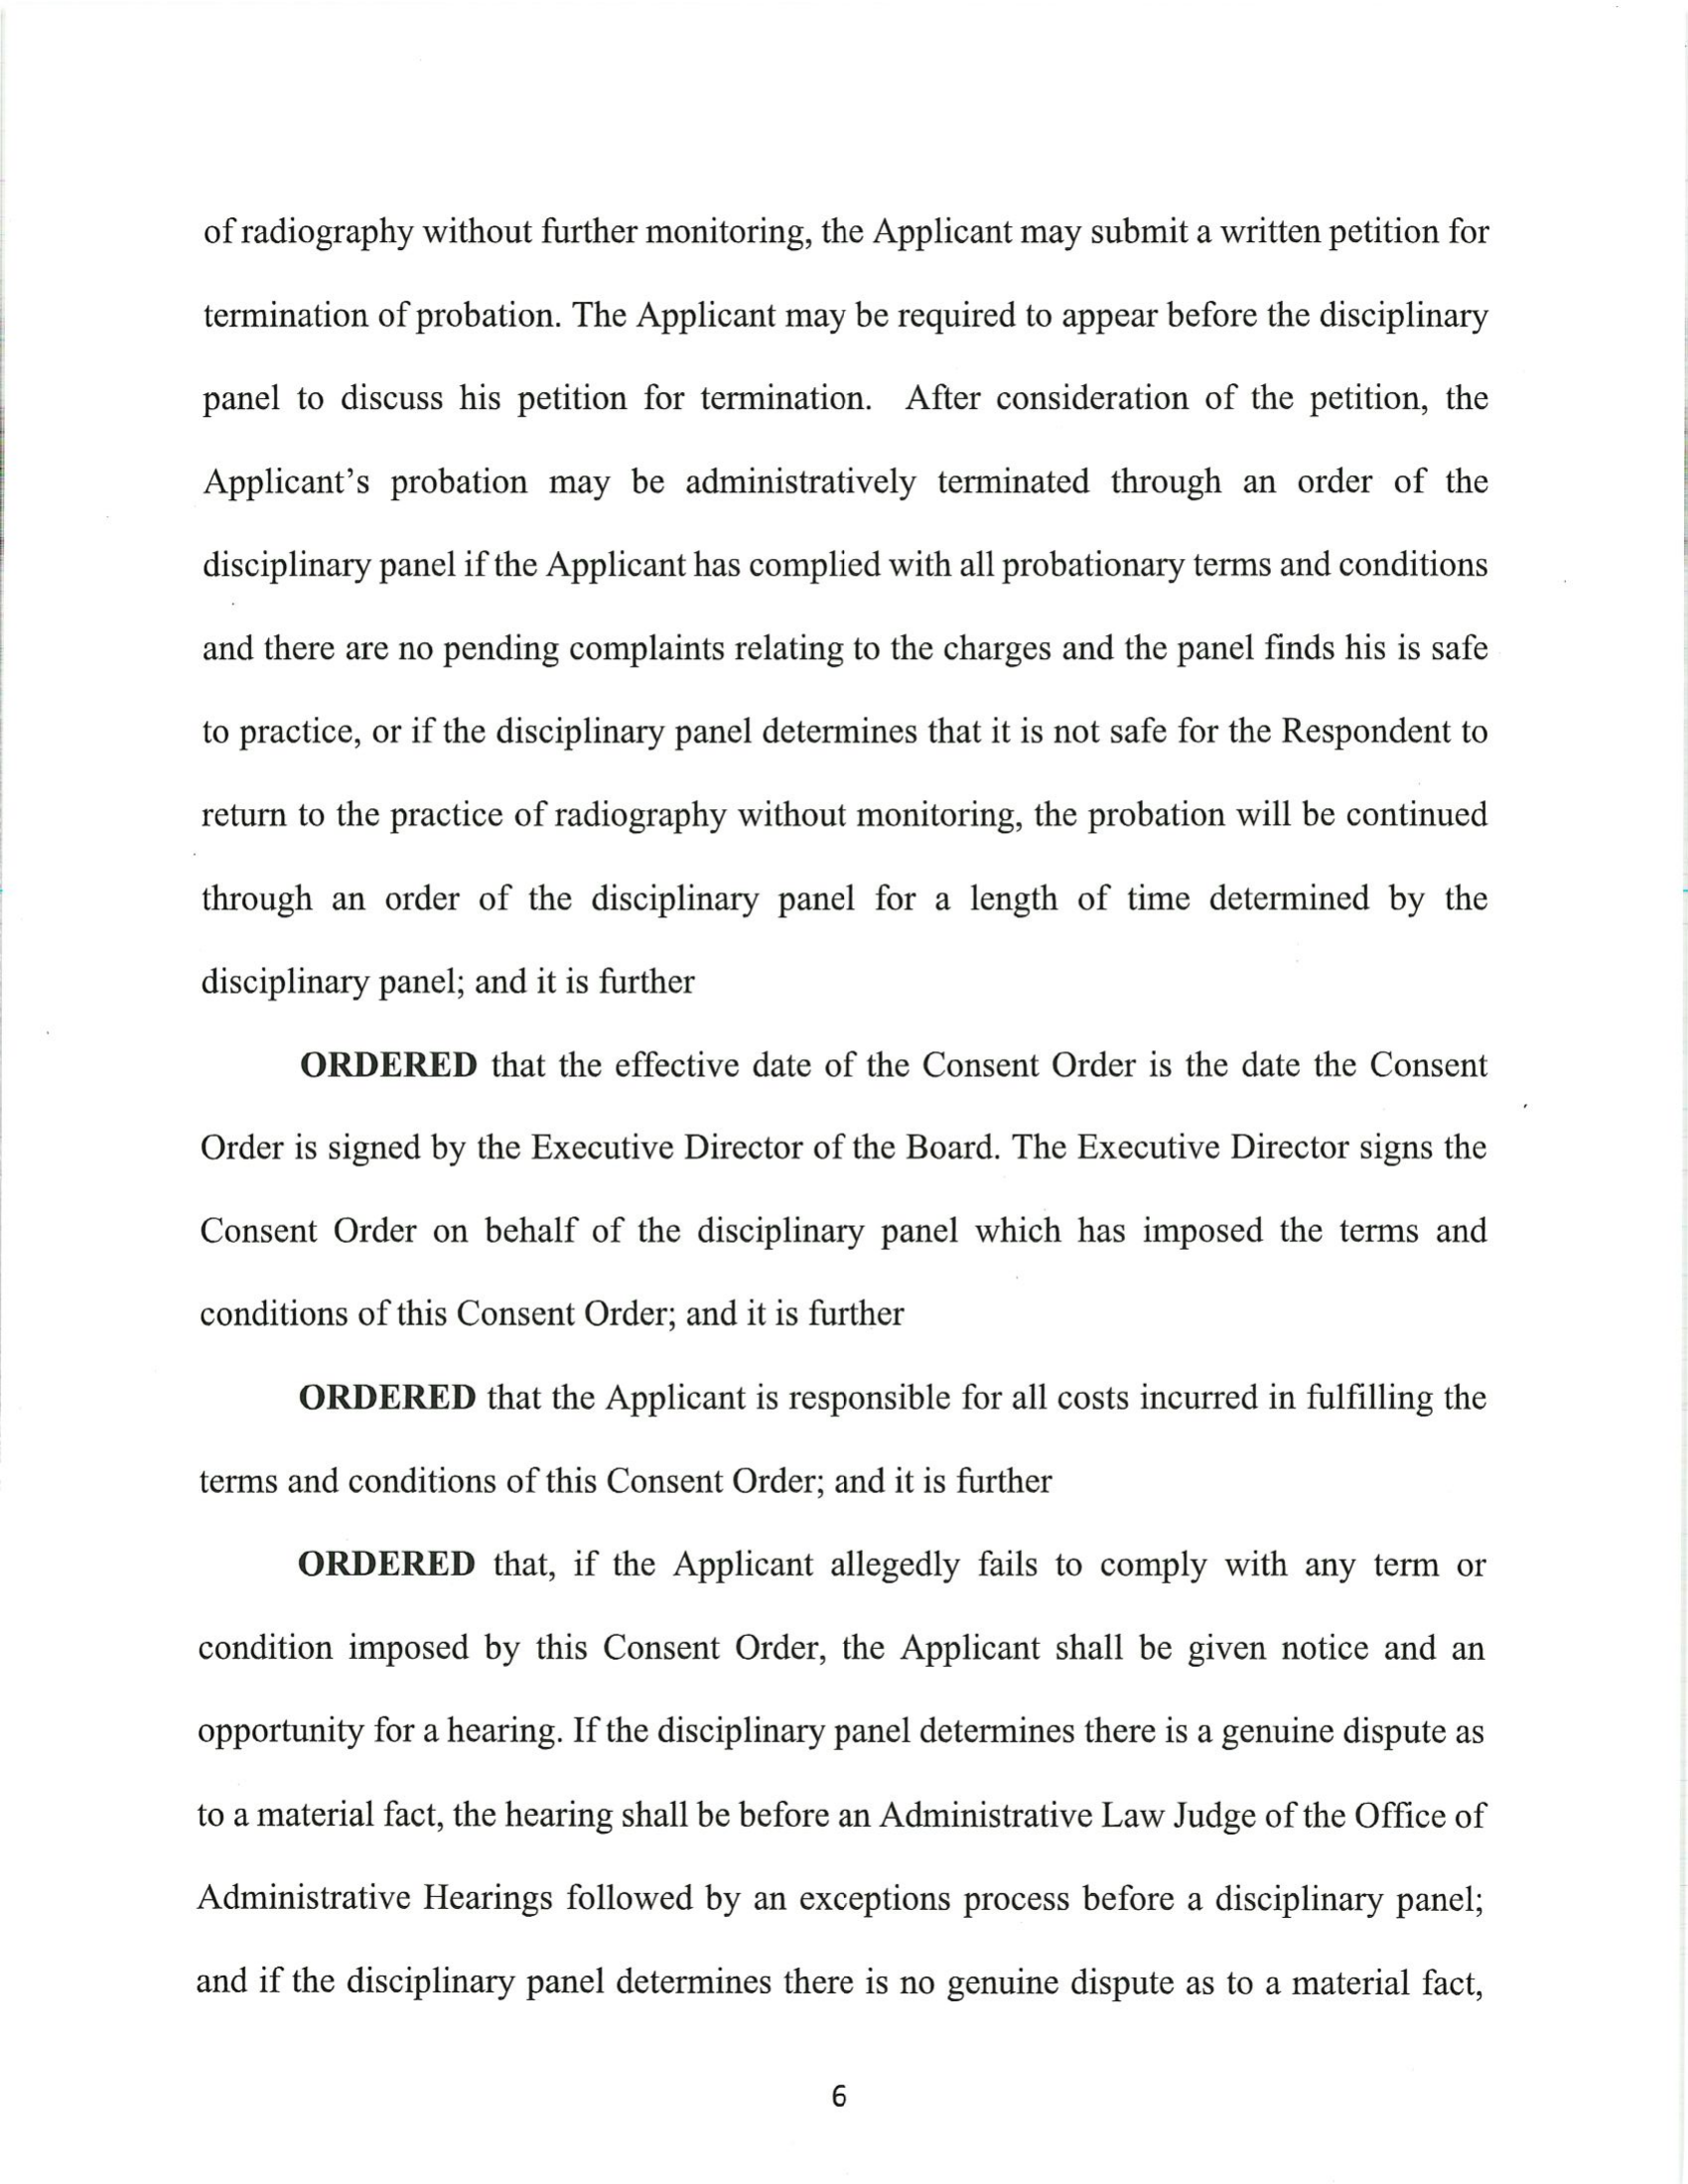 of radiography without further monitoring, the Applicant may submit a written petition for
termination of probation. The Applicant may be required to appear before the disciplinary
panel to discuss his petition for termination. After consideration of the petition, the
Applicant's probation may be administratively terminated through an order of the
disciplinary panel if the Applicant has complied with all probationary terms and conditions
and there are no pending complaints relating to the charges and the panel finds his is safe
to practice, or if the disciplinary panel determines that it is not safe for the Respondent to
return to the practice of radiography without monitoring, the probation will be continued
through an order of the disciplinary panel for a length of time determined by the
disciplinary panel; and it is further
ORDERED that the effective date of the Consent Order is the date the Consent
Order is signed by the Executive Director of the Board. The Executive Director signs the
Consent Order on behalf of the disciplinary panel which has imposed the terms and
conditions of this Consent Order; and it is further
ORDERED that the Applicant is responsible for all costs incurred in fulfilling the
terms and conditions of this Consent Order; and it is further
ORDERED that, if the Applicant allegedly fails to comply with any term or
condition imposed by this Consent Order, the Applicant shall be given notice and an
opportunity for a hearing. If the disciplinary panel determines there is a genuine dispute as
to a material fact, the hearing shall be before an Administrative Law Judge of the Office of
Administrative Hearings followed by an exceptions process before a disciplinary panel;
and if the disciplinary panel determines there is no genuine dispute as to a material fact,
6